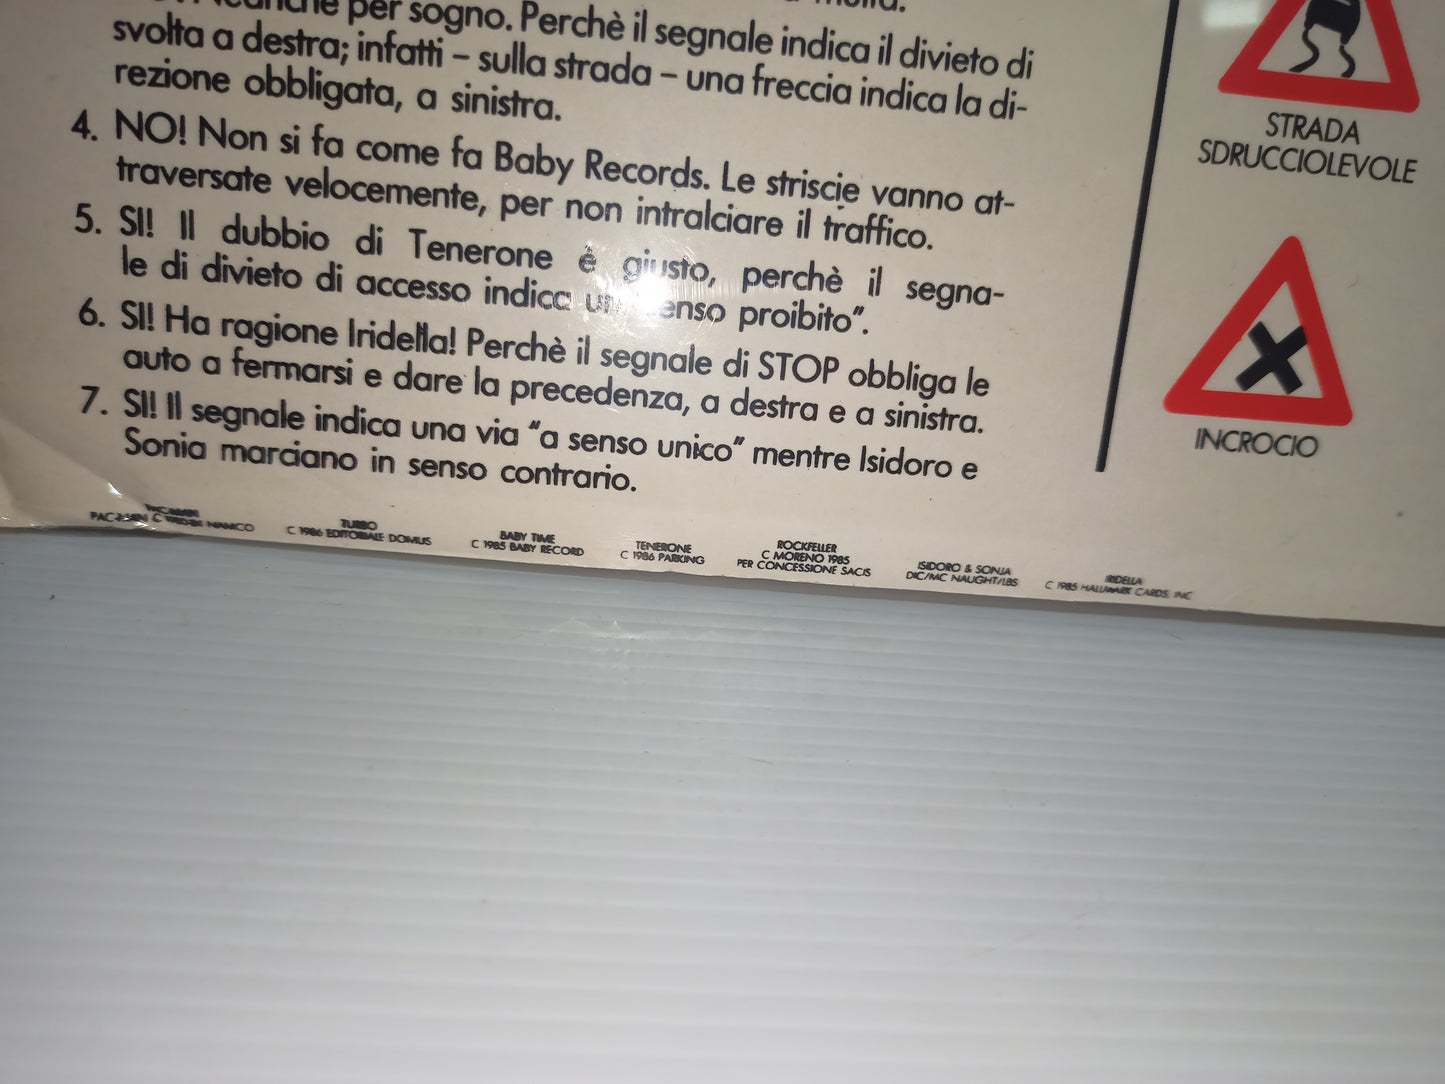 per sogno. Perchè il segnale indica il divieto di
svolta a destra; infatti – sulla strada – una freccia indica la di-
rezione obbligata, a sinistra.
4. NO! Non si fa come fa Baby Records. Le striscie vanno at-
traversate velocemente, per non intralciare il traffico.
5. SI! Il dubbio di Tenerone è giusto, perchè il segna-
le di divieto di accesso indica un senso proibito”.
6. SI! Ha ragione Iridella! Perchè il segnale di STOP obbliga le
auto a fermarsi e dare la precedenza, a destra e a sinistra.
7. SI! Il segnale indica una via “a senso unico” mentre Isidoro e
Sonia marciano in senso contrario.
STRADA
SDRUCCIOLEVOLE
INCROCIO
NAMCO
TURBO
C 1986 EDITORIALE DOMUS
BABY TIME
C 1985 BABY RECORD
TENERONE
C 1986 PARKING
ROCKFELLER
C MORENO 1985
PER CONCESSIONE SACIS
ISIDORO & SONIA
DIC/MC NAUGHT/LBS
IRIDELLA
C 1985 HALLMARK CARDS, INC